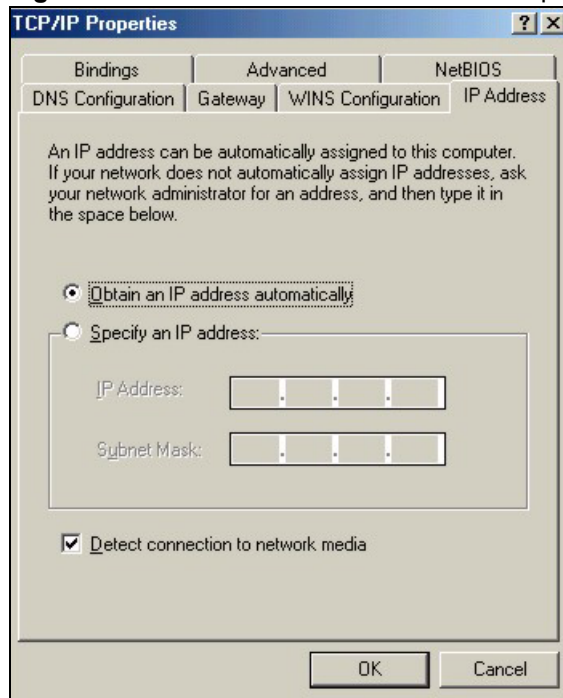 TCP/IP Properties
Bindings
Advanced
NetBIOS
DNS Configuration
Gateway
WINS Configuration
IP Address
An IP address can be automatically assigned to this computer.
If your network does not automatically assign IP addresses, ask
your network administrator for an address, and then type it in
the space below.
Obtain an IP address automatically
Specify an IP address:
IP Address:
Subnet Mask:
Detect connection to network media
OK
Cancel